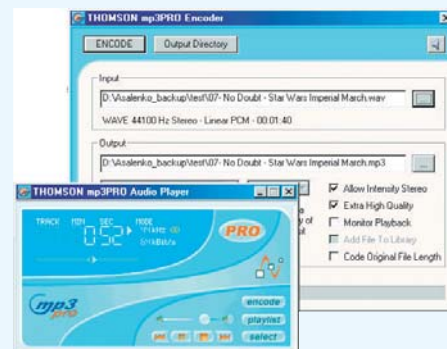 THOMSON mp3PRO Encoder
ENCODE Output Directory
Input
D:\Asalenko_backup\test\07- No Doubt - Star Wars Imperial March.wav ...
WAVE 44100 Hz Stereo - Linear PCM - 00:01:40
Output
D:\Asalenko_backup\test\07- No Doubt - Star Wars Imperial March.mp3 ...
Allow Intensity Stereo
Extra High Quality
Monitor Playback
Add File To Library
Code Original File Length
THOMSON mp3PRO Audio Player
TRACK MIN SEC MODE
0 52
PRO
mp3
pro
encode
playlist
select